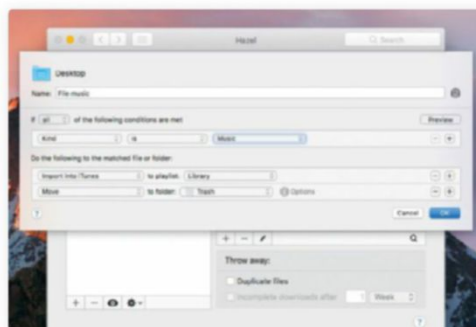 Hazel
Search
Desktop
Name: File music
If all of the following conditions are met
Preview
Kind is Music
Do the following to the matched file or folder:
Import into iTunes to playlist: Library
Move to folder: Trash Options
? Cancel OK
Throw away:
Duplicate files
Incomplete downloads after 1 Week
?